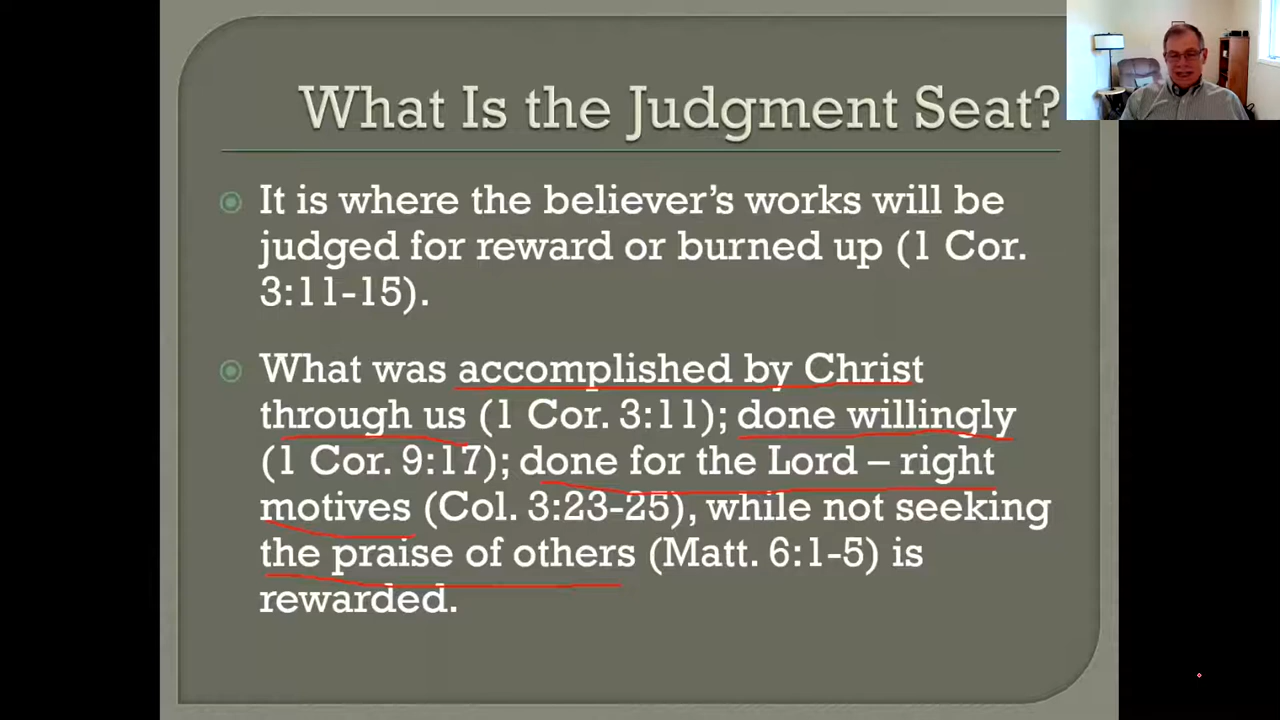 What Is the Judgment Seat?
It is where the believer’s works will be
judged for reward or burned up (1 Cor.
3:11-15).
What was accomplished by Christ
through us (1 Cor. 3:11); done willingly
(1 Cor. 9:17); done for the Lord – right
motives (Col. 3:23-25), while not seeking
the praise of others (Matt. 6:1-5) is
rewarded.